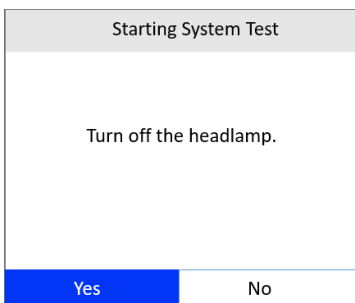 Starting System Test
Turn off the headlamp.
Yes No